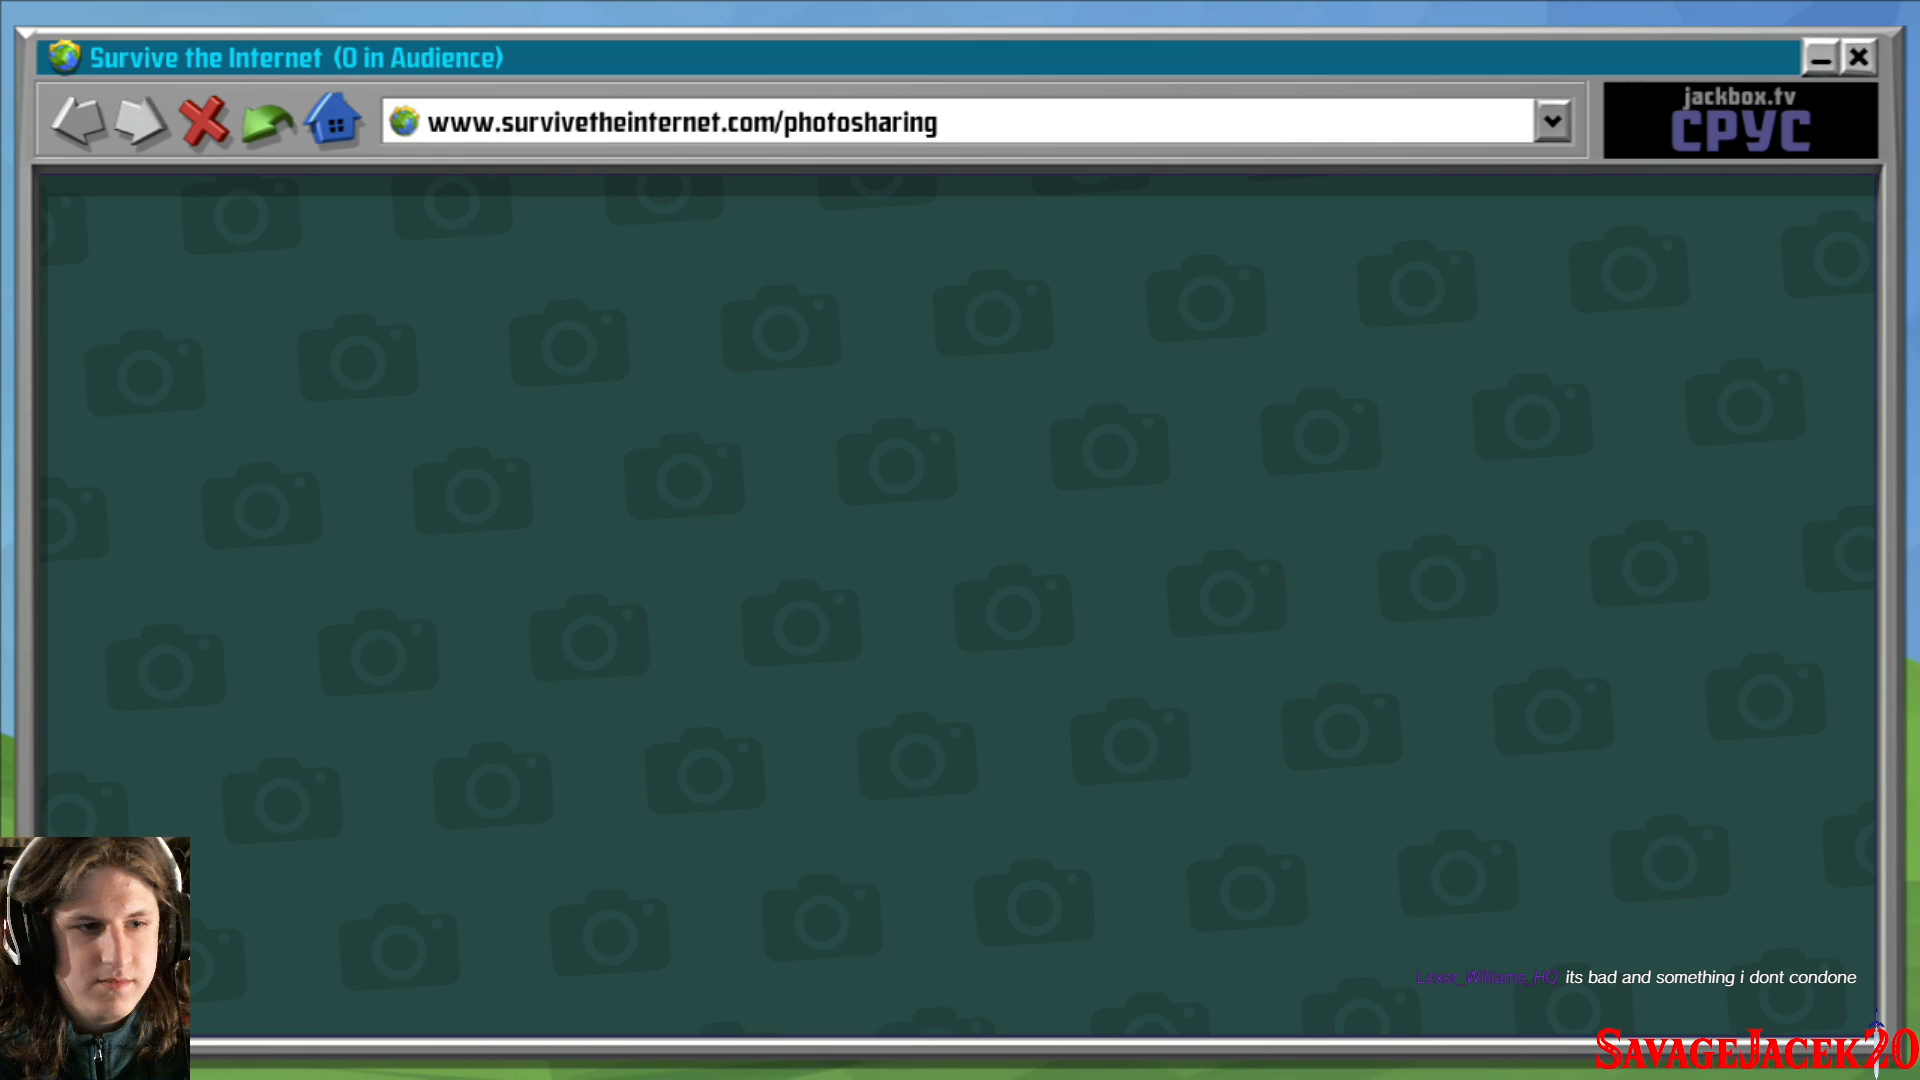 Survive the Internet (0 in Audience)
www.survivetheinternet.com/photosharing
jackbox.tv
CPYC
Lexer_Williams_HQ its bad and something i dont condone
SavageJacek20